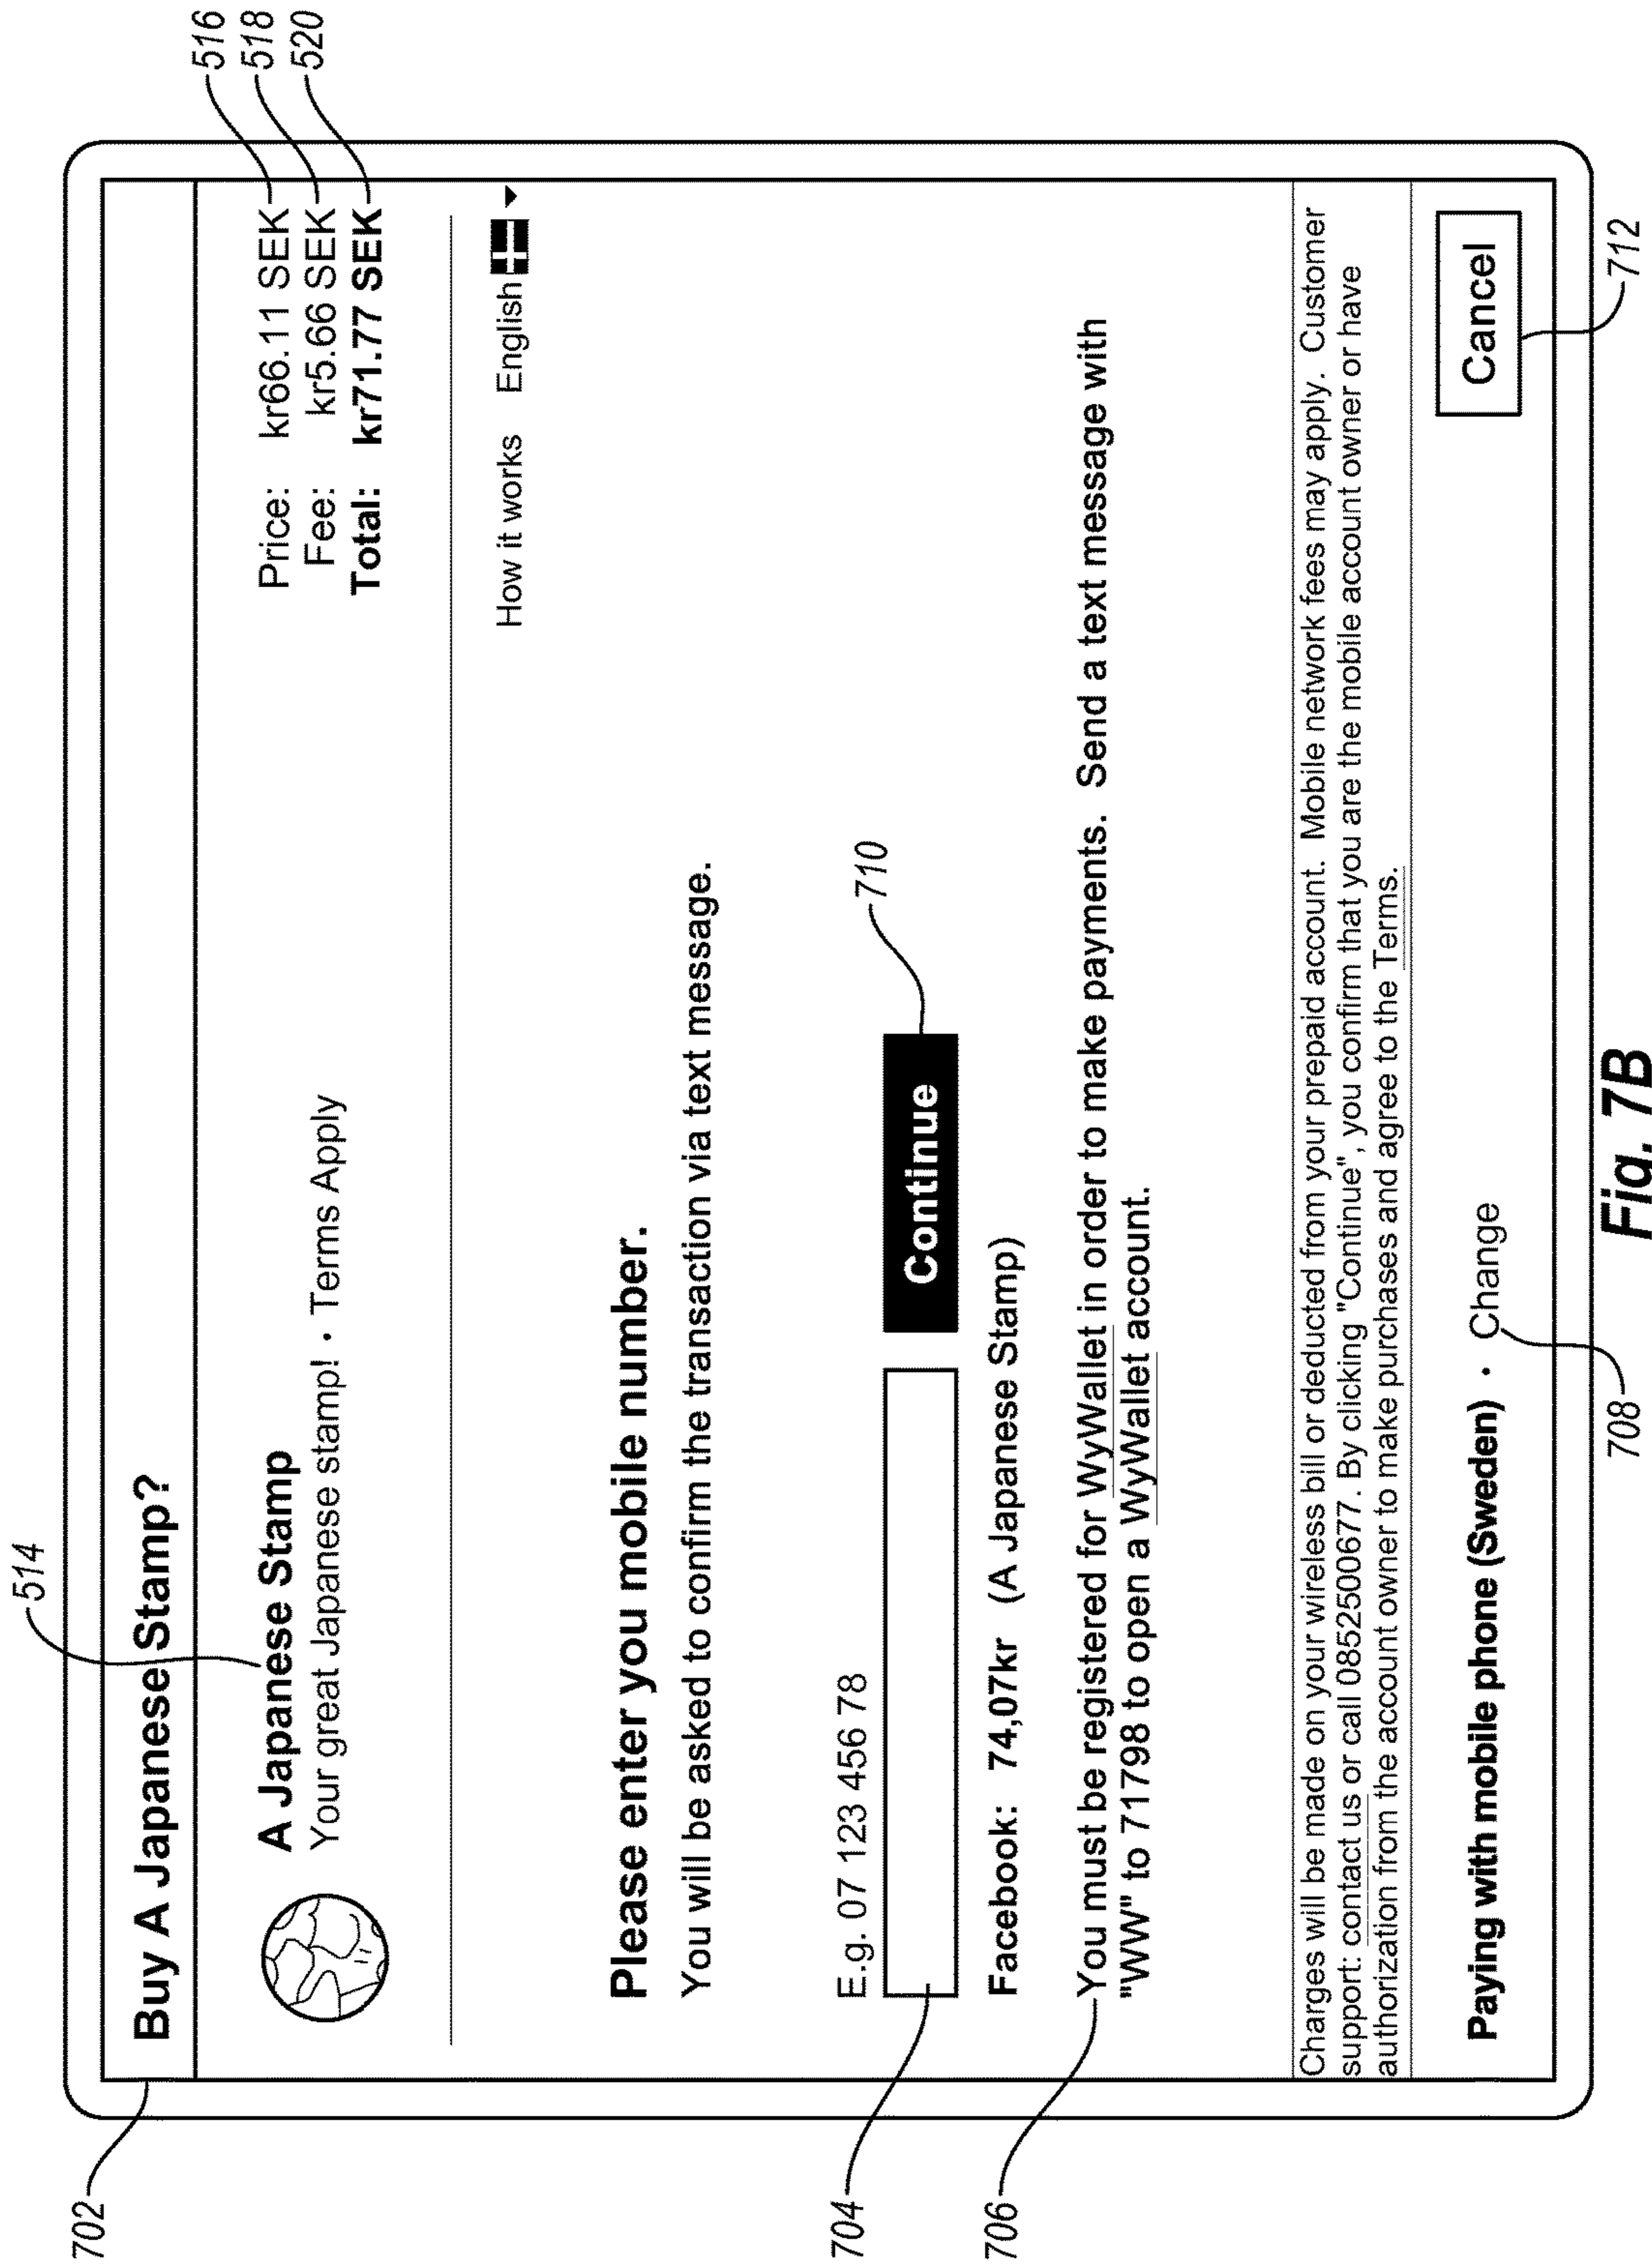 514
516
518
520
702
Buy A Japanese Stamp?
A Japanese Stamp
Your great Japanese stamp! · Terms Apply
Price: kr66.11 SEK
Fee: kr5.66 SEK
Total: kr71.77 SEK
How it works English
Please enter you mobile number.
You will be asked to confirm the transaction via text message.
E.g. 07 123 456 78
704
Continue
710
Facebook: 74,07kr (A Japanese Stamp)
706
You must be registered for WyWallet in order to make payments. Send a text message with
"WW" to 71798 to open a WyWallet account.
Charges will be made on your wireless bill or deducted from your prepaid account. Mobile network fees may apply. Customer
support: contact us or call 0852500677. By clicking "Continue", you confirm that you are the mobile account owner or have
authorization from the account owner to make purchases and agree to the Terms.
Paying with mobile phone (Sweden) · Change
Cancel
708
712
Fig. 7B